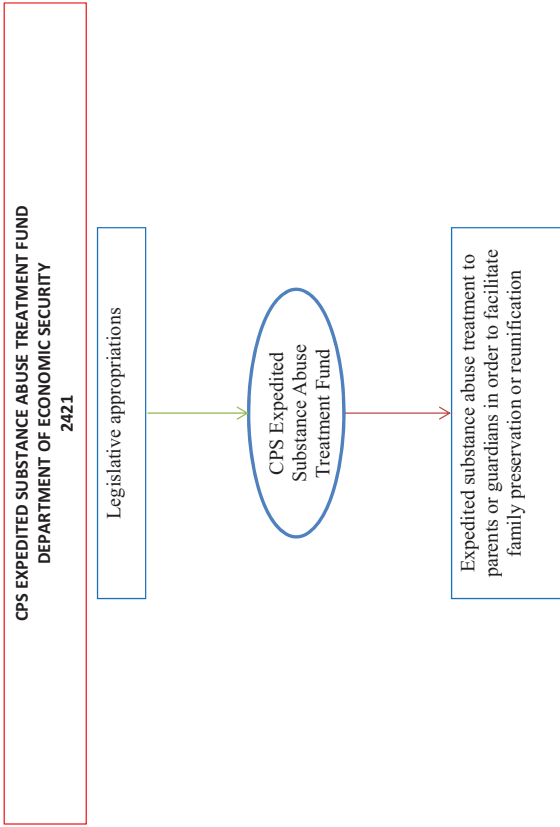 CPS EXPEDITED SUBSTANCE ABUSE TREATMENT FUND
DEPARTMENT OF ECONOMIC SECURITY
2421
Legislative appropriations
CPS Expedited
Substance Abuse
Treatment Fund
Expedited substance abuse treatment to
parents or guardians in order to facilitate
family preservation or reunification